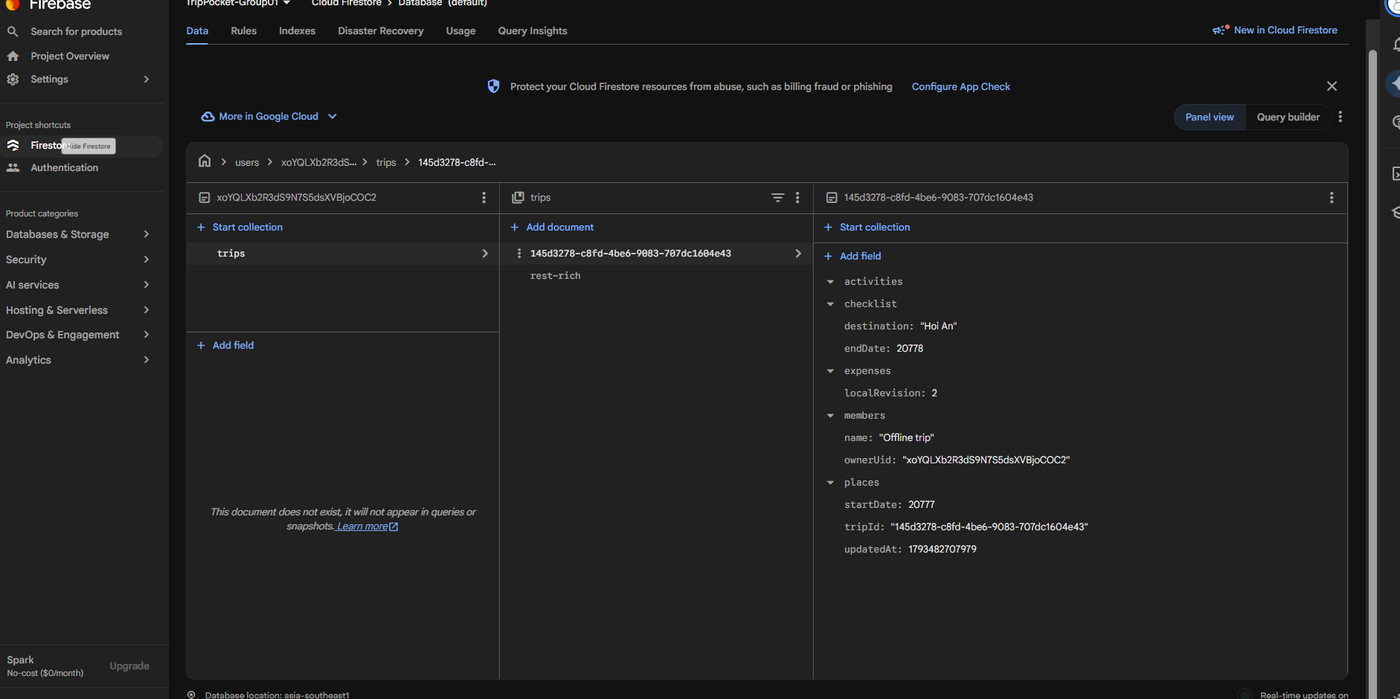 Firebase
TripPocket-Group01
Cloud Firestore > Database (default)
Search for products
Project Overview
Settings
Project shortcuts
Firestore
ide Firestore
Authentication
Product categories
Databases & Storage
Security
AI services
Hosting & Serverless
DevOps & Engagement
Analytics
Spark
No-cost ($0/month)
Upgrade
Data
Rules
Indexes
Disaster Recovery
Usage
Query Insights
New in Cloud Firestore
Protect your Cloud Firestore resources from abuse, such as billing fraud or phishing
Configure App Check
More in Google Cloud
Panel view
Query builder
users > xoYQLXb2R3dS... > trips > 145d3278-c8fd-...
xoYQLXb2R3dS9N7S5dsXVBjoCOC2
+ Start collection
trips
+ Add field
This document does not exist, it will not appear in queries or
snapshots. Learn more
trips
+ Add document
145d3278-c8fd-4be6-9083-707dc1604e43
rest-rich
145d3278-c8fd-4be6-9083-707dc1604e43
+ Start collection
+ Add field
activities
checklist
destination: "Hoi An"
endDate: 20778
expenses
localRevision: 2
members
name: "Offline trip"
ownerUid: "xoYQLXb2R3dS9N7S5dsXVBjoCOC2"
places
startDate: 20777
tripId: "145d3278-c8fd-4be6-9083-707dc1604e43"
updatedAt: 1793482707979
Database location: asia-southeast1
Real-time updates on